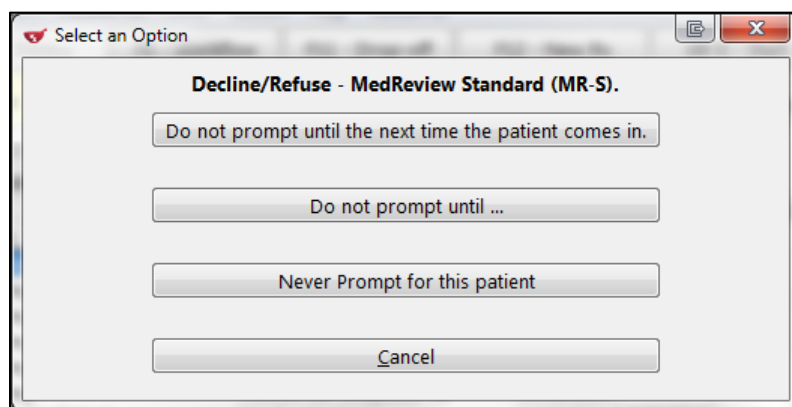 Select an Option
Decline/Refuse - MedReview Standard (MR-S).
Do not prompt until the next time the patient comes in.
Do not prompt until ...
Never Prompt for this patient
Cancel